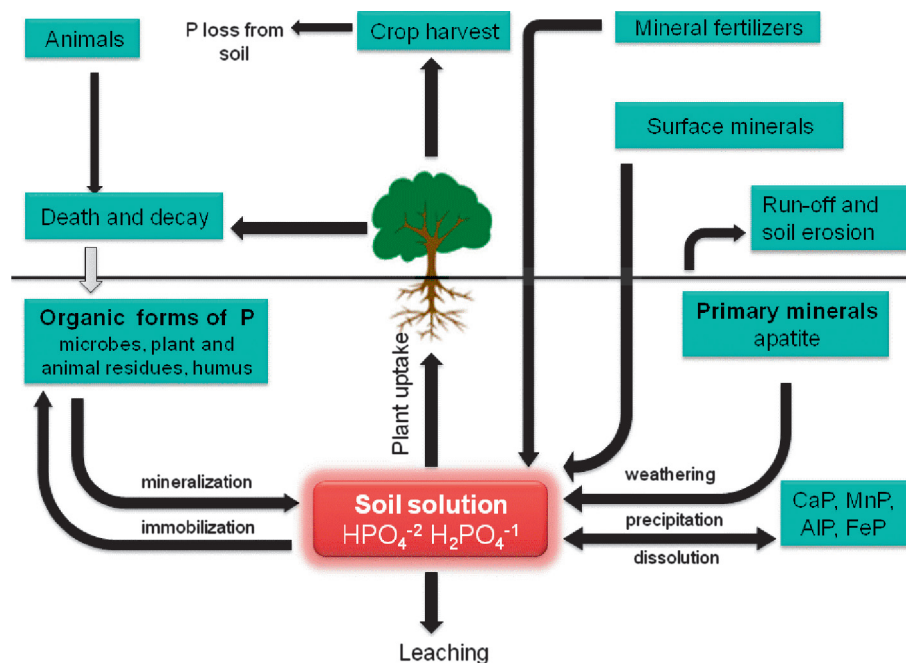 Animals
P loss from
soil
Crop harvest
Mineral fertilizers
Surface minerals
Death and decay
Run-off and
soil erosion
Organic forms of P
microbes, plant and
animal residues, humus
Primary minerals
apatite
Plant uptake
mineralization
immobilization
Soil solution
HPO₄⁻² H₂PO₄⁻¹
weathering
precipitation
dissolution
CaP, MnP,
AlP, FeP
Leaching